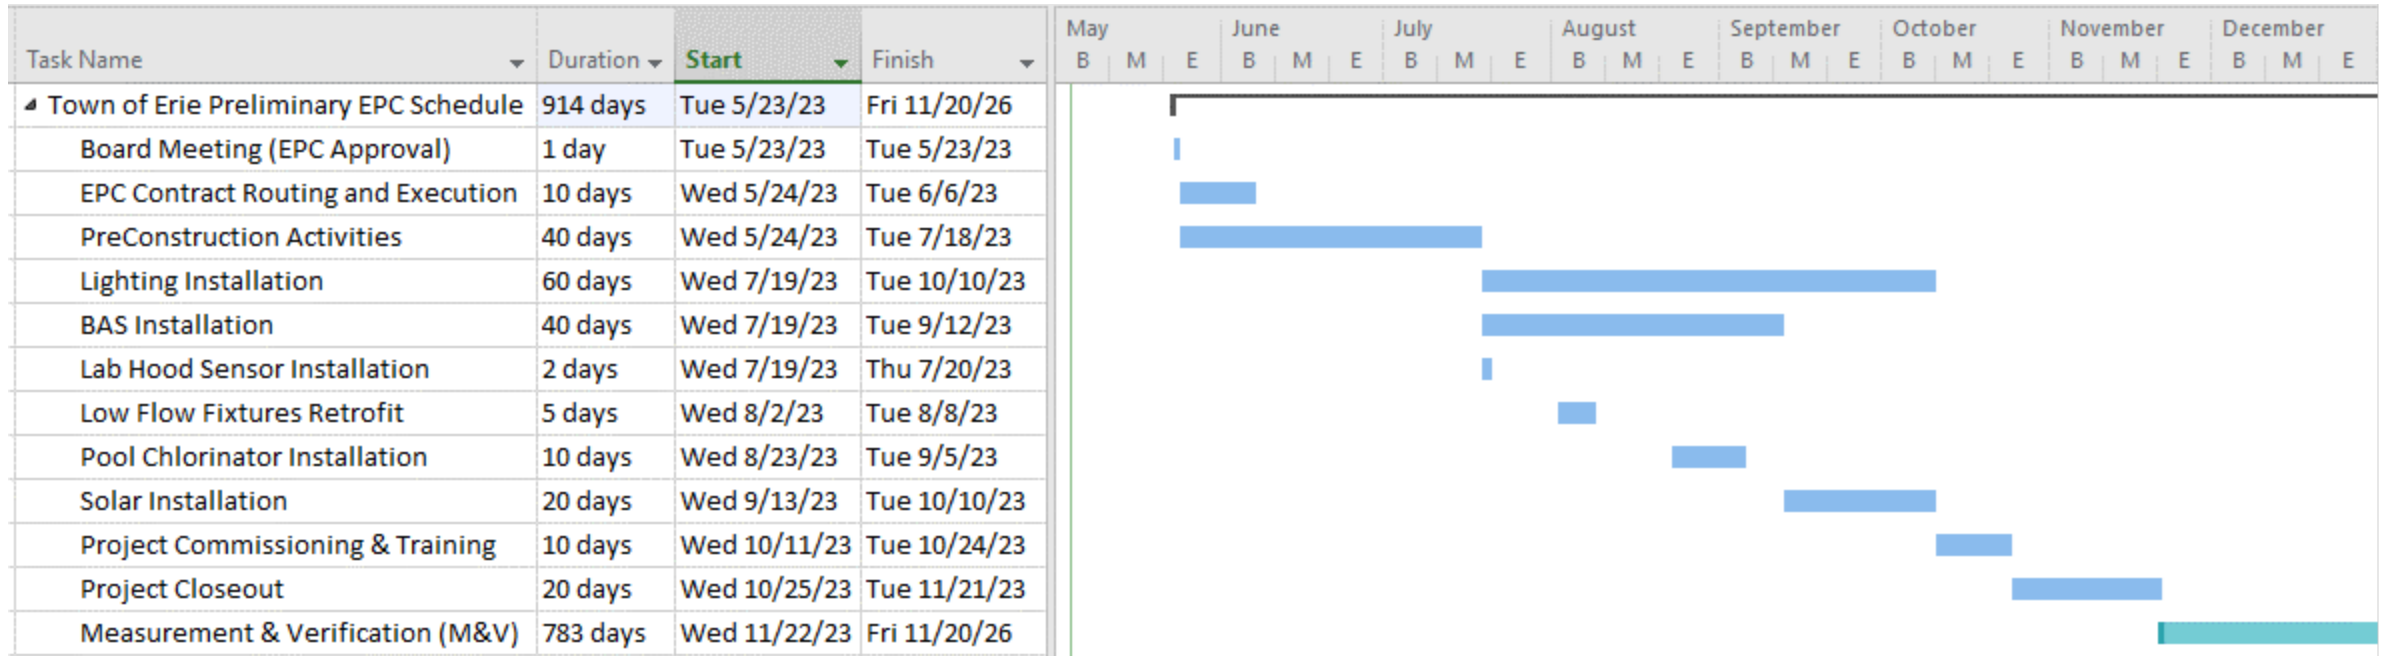 May June July August September October November December
Task Name Duration Start Finish B M E B M E B M E B M E B M E B M E B M E B M E
Town of Erie Preliminary EPC Schedule 914 days Tue 5/23/23 Fri 11/20/26
Board Meeting (EPC Approval) 1 day Tue 5/23/23 Tue 5/23/23
EPC Contract Routing and Execution 10 days Wed 5/24/23 Tue 6/6/23
PreConstruction Activities 40 days Wed 5/24/23 Tue 7/18/23
Lighting Installation 60 days Wed 7/19/23 Tue 10/10/23
BAS Installation 40 days Wed 7/19/23 Tue 9/12/23
Lab Hood Sensor Installation 2 days Wed 7/19/23 Thu 7/20/23
Low Flow Fixtures Retrofit 5 days Wed 8/2/23 Tue 8/8/23
Pool Chlorinator Installation 10 days Wed 8/23/23 Tue 9/5/23
Solar Installation 20 days Wed 9/13/23 Tue 10/10/23
Project Commissioning & Training 10 days Wed 10/11/23 Tue 10/24/23
Project Closeout 20 days Wed 10/25/23 Tue 11/21/23
Measurement & Verification (M&V) 783 days Wed 11/22/23 Fri 11/20/26